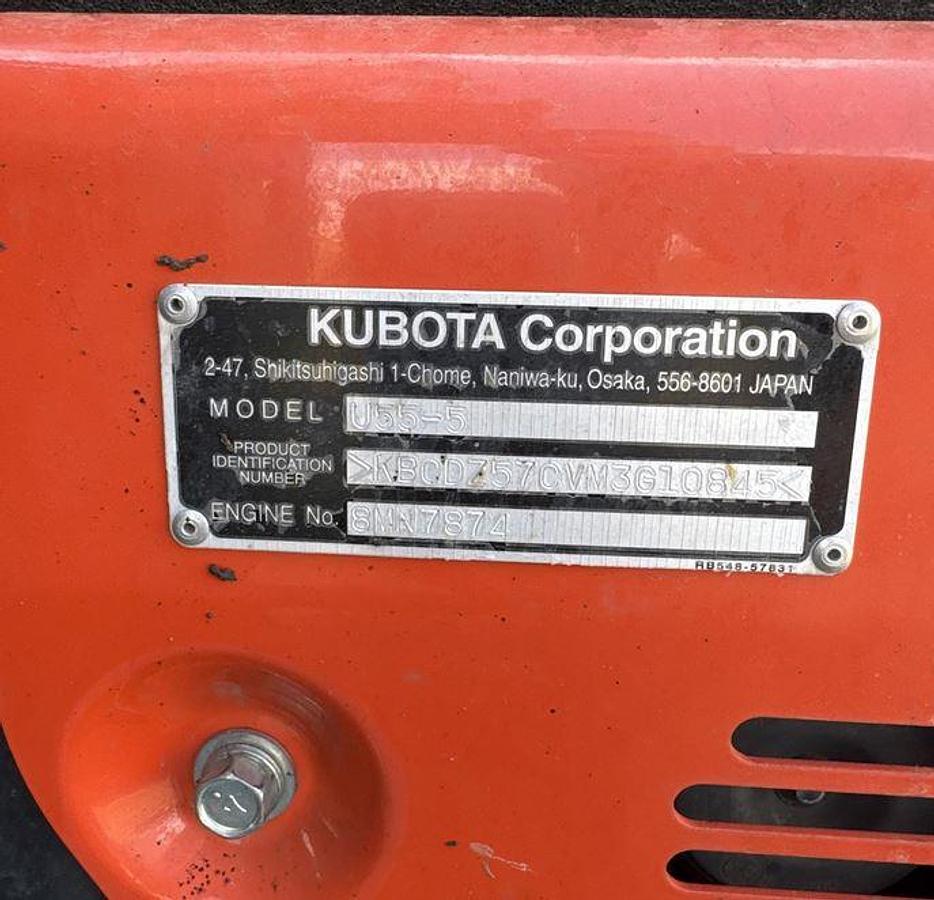 KUBOTA Corporation
2-47, Shikitsuhigashi 1-Chome, Naniwa-ku, Osaka, 556-8601 JAPAN
MODEL U55-5
PRODUCT
IDENTIFICATION
NUMBER
>KBCDZ57CVM3G10845<
ENGINE No. 8MN7874
RB548-57831